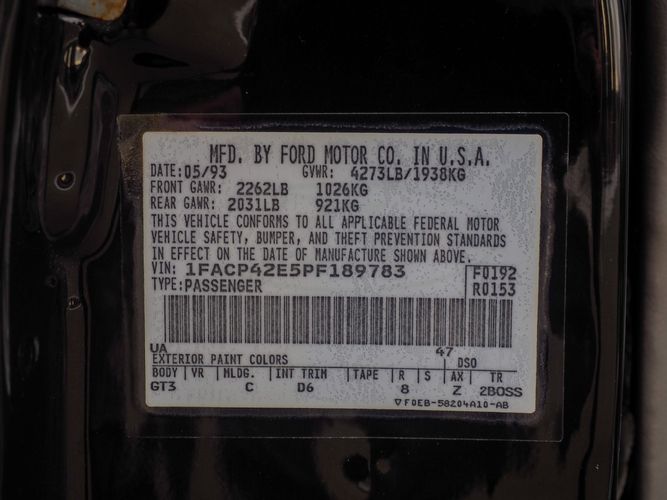 MFD. BY FORD MOTOR CO. IN U.S.A.
DATE:05/93 GVWR: 4273LB/1938KG
FRONT GAWR: 2262LB 1026KG
REAR GAWR: 2031LB 921KG
THIS VEHICLE CONFORMS TO ALL APPLICABLE FEDERAL MOTOR
VEHICLE SAFETY, BUMPER, AND THEFT PREVENTION STANDARDS
IN EFFECT ON THE DATE OF MANUFACTURE SHOWN ABOVE.
VIN: 1FACP42E5PF189783 F0192
TYPE:PASSENGER R0153
UA 47
EXTERIOR PAINT COLORS DSO
BODY VR MLDG. INT TRIM TAPE R S AX TR
GT3 C D6 8 Z 2BOSS
▽F0EB-58204A10-AB